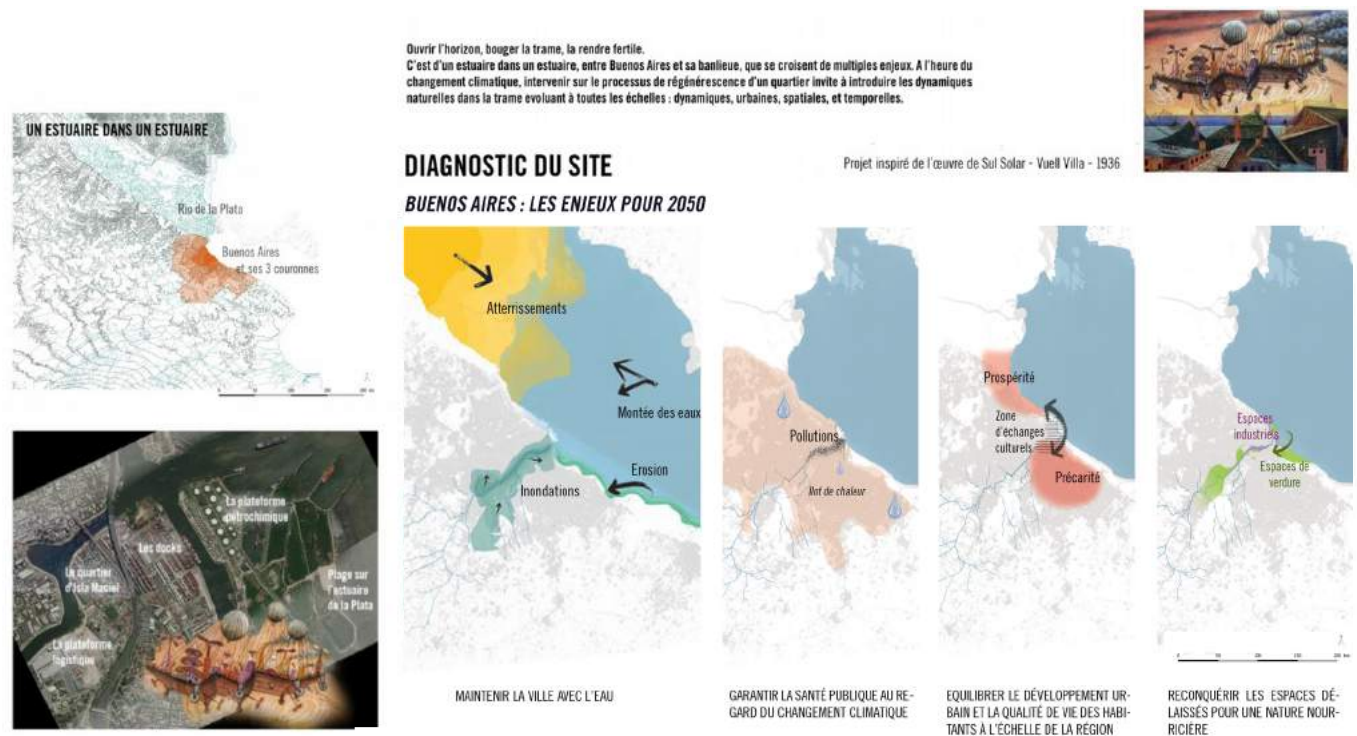 Ouvrir l'horizon, bouger la trame, la rendre fertile.
C'est d'un estuaire dans un estuaire, entre Buenos Aires et sa banlieue, que se croisent de multiples enjeux. A l'heure du
changement climatique, intervenir sur le processus de régénérescence d'un quartier invite à introduire les dynamiques
naturelles dans la trame evoluant à toutes les échelles : dynamiques, urbaines, spatiales, et temporelles.
UN ESTUAIRE DANS UN ESTUAIRE
Rio de la Plata
Buenos Aires
et ses 3 couronnes
DIAGNOSTIC DU SITE
Projet inspiré de l'œuvre de Sul Solar - Vuell Villa - 1936
BUENOS AIRES : LES ENJEUX POUR 2050
Atterrissements
Montée des eaux
Erosion
Inondations
MAINTENIR LA VILLE AVEC L'EAU
Pollutions
Ilot de chaleur
GARANTIR LA SANTÉ PUBLIQUE AU RE-
GARD DU CHANGEMENT CLIMATIQUE
Prospérité
Zone
d'échanges
culturels
Précarité
EQUILIBRER LE DÉVELOPPEMENT UR-
BAIN ET LA QUALITÉ DE VIE DES HABI-
TANTS À L'ÉCHELLE DE LA RÉGION
Espaces
industriels
Espaces de
verdure
RECONQUÉRIR LES ESPACES DÉ-
LAISSÉS POUR UNE NATURE NOUR-
RICIÈRE
La plateforme
pétrochimique
Les docks
Le quartier
d'Isla Maciel
Plage sur
l'estuaire
de la Plata
La plateforme
logistique